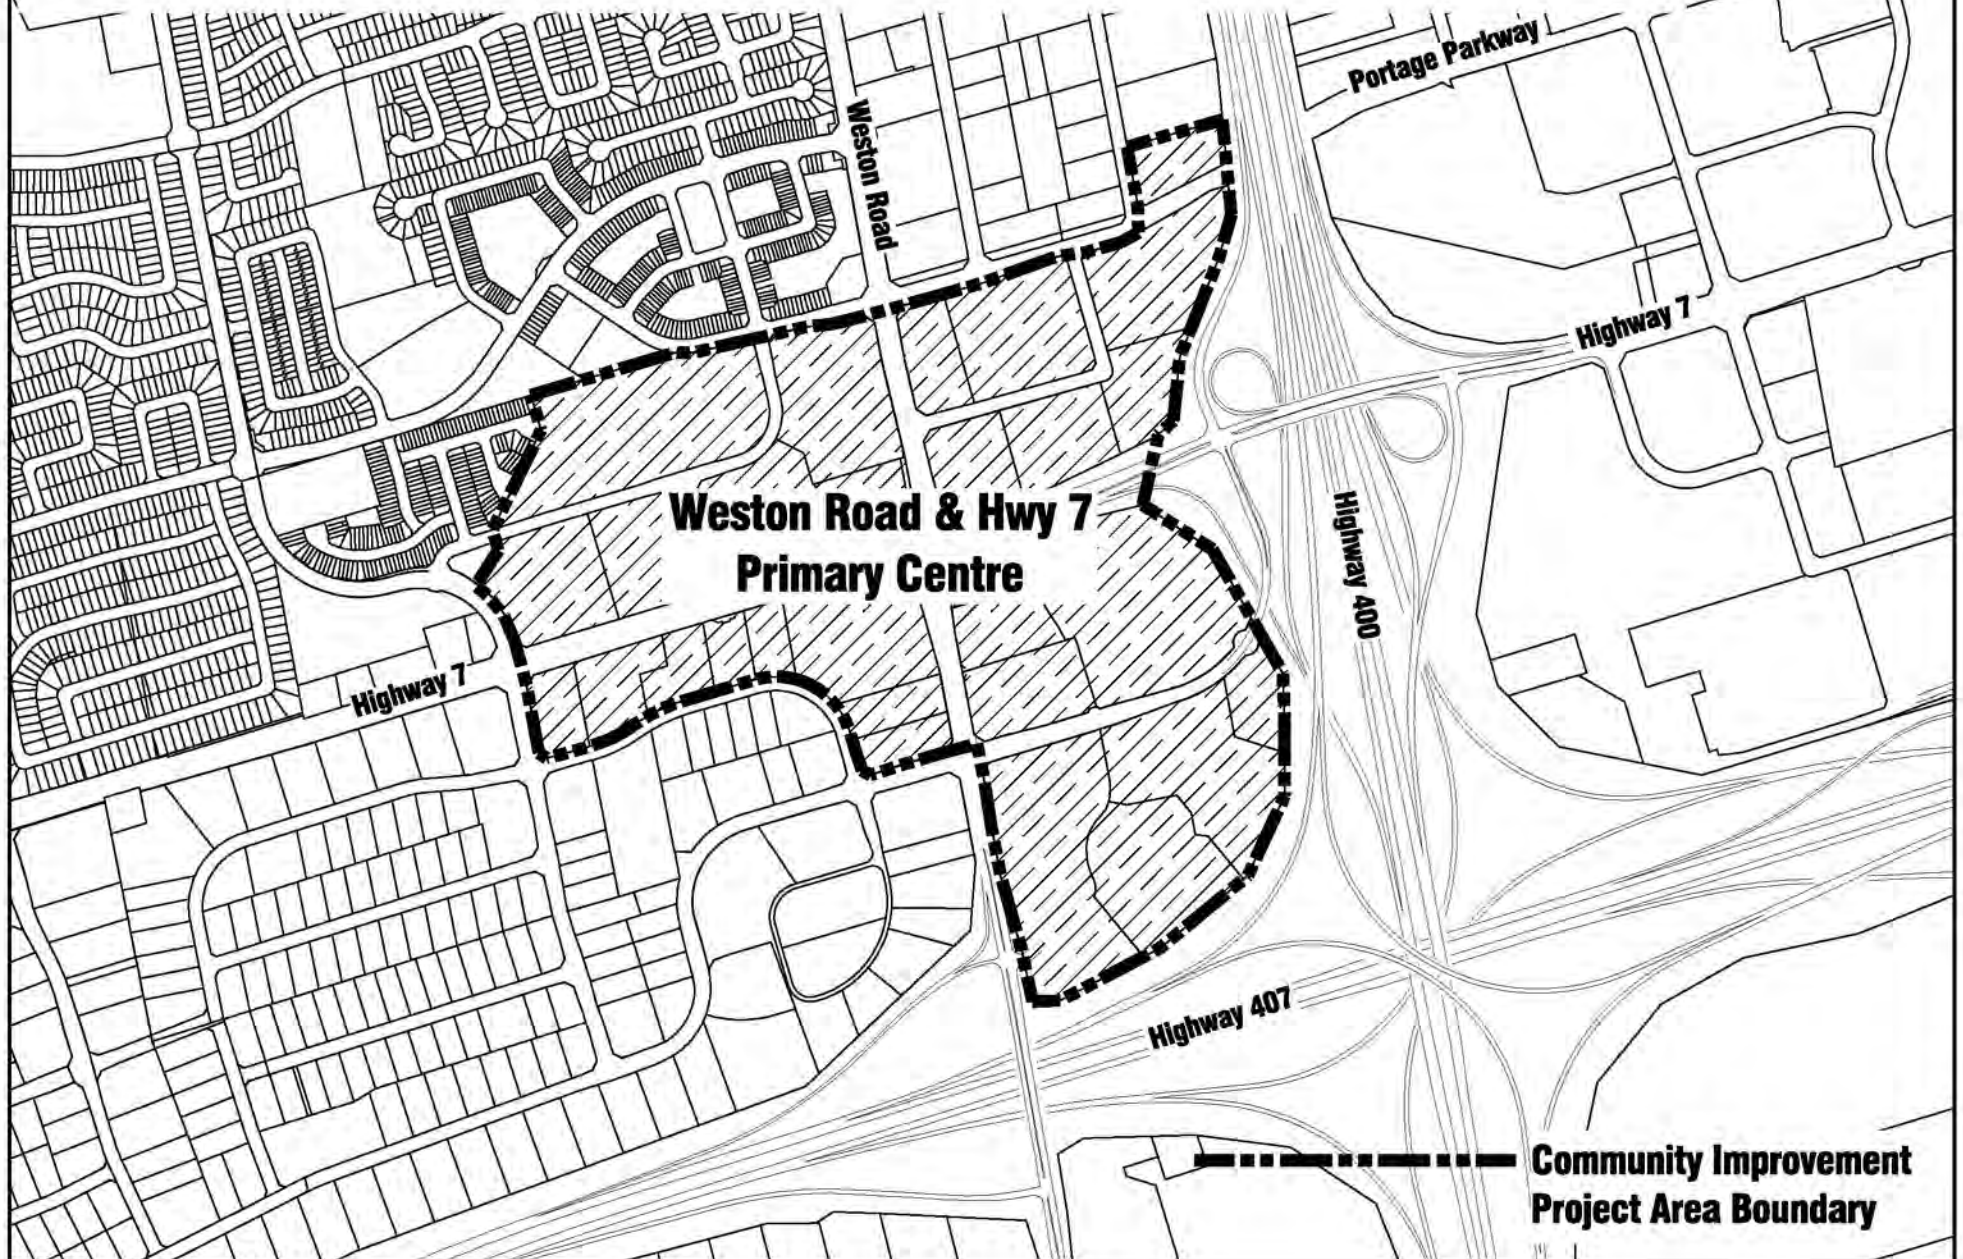 Portage Parkway
Weston Road
Highway 7
Weston Road & Hwy 7
Primary Centre
Highway 400
Highway 7
Highway 407
Community Improvement
Project Area Boundary